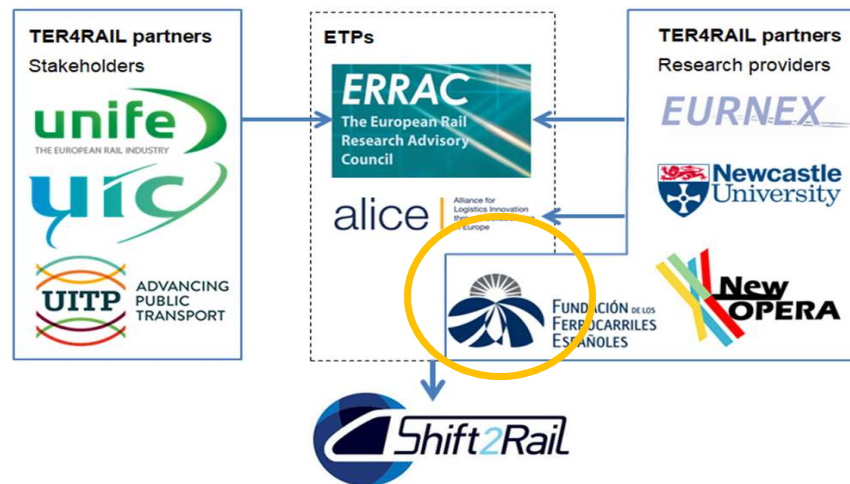 TER4RAIL partners
Stakeholders
unife
THE EUROPEAN RAIL INDUSTRY
uic
UITP
ADVANCING
PUBLIC
TRANSPORT
ETPs
ERRAC
The European Rail
Research Advisory
Council
alice
Alliance for
Logistics Innovation
in Europe
TER4RAIL partners
Research providers
EURNEX
Newcastle
University
New
OPERA
FUNDACIÓN DE LOS
FERROCARRILES
ESPAÑOLES
Shift2Rail